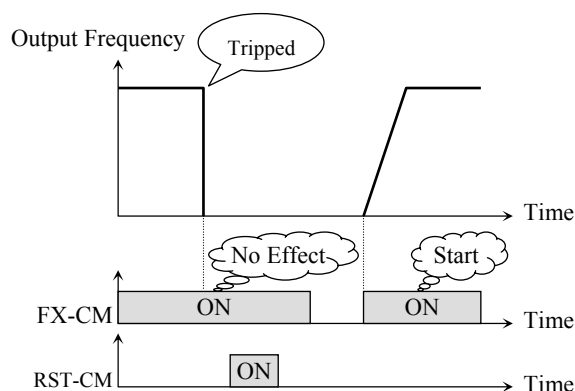 Output Frequency
Tripped
Time
No Effect
Start
FX-CM
ON
ON
Time
RST-CM
ON
Time